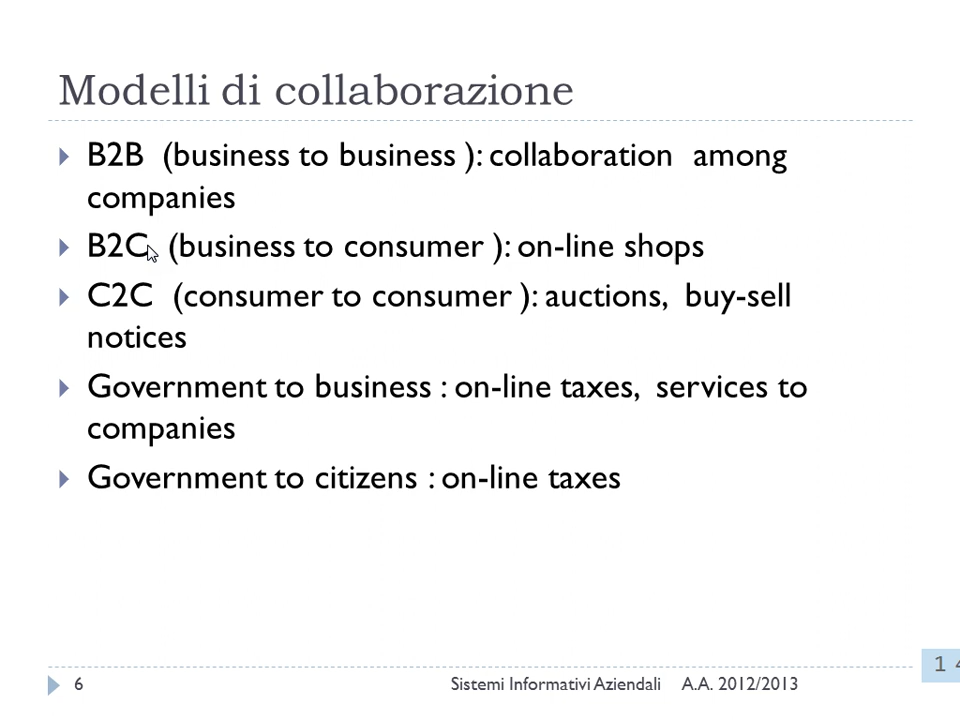 Modelli di collaborazione
B2B (business to business ): collaboration among
companies
B2C (business to consumer ): on-line shops
C2C (consumer to consumer ): auctions, buy-sell
notices
Government to business : on-line taxes, services to
companies
Government to citizens : on-line taxes
6
Sistemi Informativi Aziendali A.A. 2012/2013
1